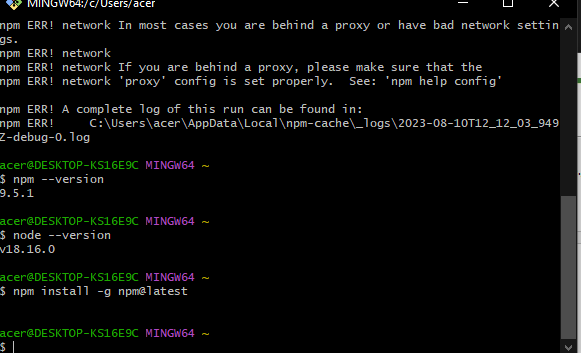 MINGW64:/c/Users/acer
npm ERR! network In most cases you are behind a proxy or have bad network settin
gs.
npm ERR! network
npm ERR! network If you are behind a proxy, please make sure that the
npm ERR! network 'proxy' config is set properly.  See: 'npm help config'
npm ERR! A complete log of this run can be found in:
npm ERR!     C:\Users\acer\AppData\Local\npm-cache\_logs\2023-08-10T12_12_03_949
Z-debug-0.log
acer@DESKTOP-KS16E9C MINGW64 ~
$ npm --version
9.5.1
acer@DESKTOP-KS16E9C MINGW64 ~
$ node --version
v18.16.0
acer@DESKTOP-KS16E9C MINGW64 ~
$ npm install -g npm@latest
acer@DESKTOP-KS16E9C MINGW64 ~
$